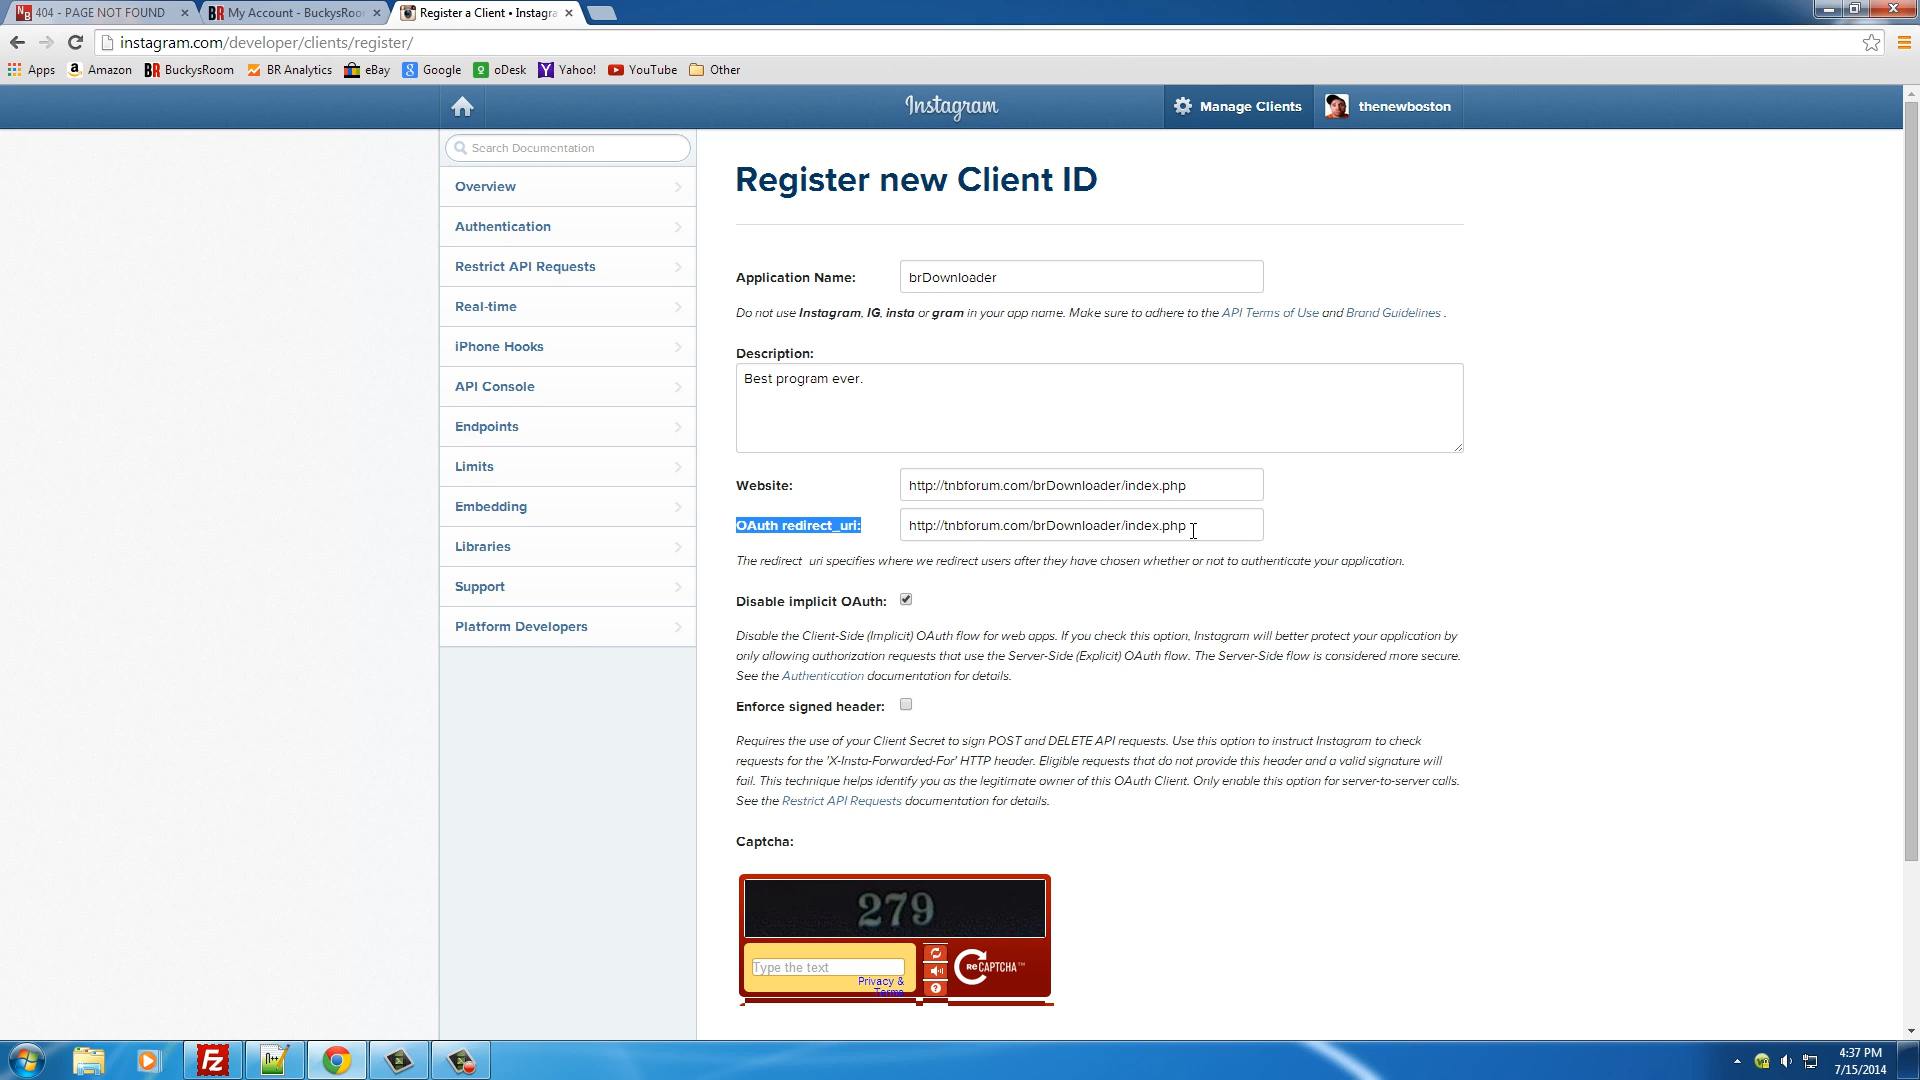 404 - PAGE NOT FOUND
My Account - BuckysRoo
Register a Client • Instagra
instagram.com/developer/clients/register/
Apps
Amazon
BuckysRoom
BR Analytics
eBay
Google
oDesk
Yahoo!
YouTube
Other
Instagram
Manage Clients
thenewboston
Search Documentation
Overview
Authentication
Restrict API Requests
Real-time
iPhone Hooks
API Console
Endpoints
Limits
Embedding
Libraries
Support
Platform Developers
Register new Client ID
Application Name:
brDownloader
Do not use Instagram, IG, insta or gram in your app name. Make sure to adhere to the API Terms of Use and Brand Guidelines .
Description:
Best program ever.
Website:
http://tnbforum.com/brDownloader/index.php
OAuth redirect_uri:
http://tnbforum.com/brDownloader/index.php
The redirect_uri specifies where we redirect users after they have chosen whether or not to authenticate your application.
Disable implicit OAuth:
Disable the Client-Side (Implicit) OAuth flow for web apps. If you check this option, Instagram will better protect your application by
only allowing authorization requests that use the Server-Side (Explicit) OAuth flow. The Server-Side flow is considered more secure.
See the Authentication documentation for details.
Enforce signed header:
Requires the use of your Client Secret to sign POST and DELETE API requests. Use this option to instruct Instagram to check
requests for the 'X-Insta-Forwarded-For' HTTP header. Eligible requests that do not provide this header and a valid signature will
fail. This technique helps identify you as the legitimate owner of this OAuth Client. Only enable this option for server-to-server calls.
See the Restrict API Requests documentation for details.
Captcha:
279
Type the text
Privacy &
Terms
reCAPTCHA™
4:37 PM
7/15/2014